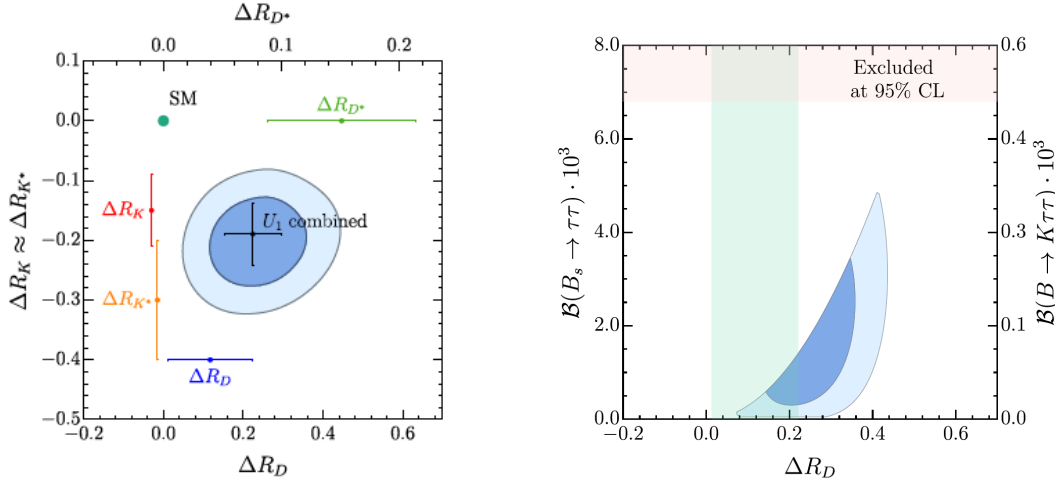 ΔR_{D*}
0.0 0.1 0.2
0.1
SM
ΔR_{D*}
0.0
−0.1
ΔR_K
U₁ combined
−0.2
ΔR_K ≈ ΔR_{K*}
ΔR_{K*}
−0.3
−0.4
ΔR_D
−0.5
−0.2 0.0 0.2 0.4 0.6
ΔR_D
8.0 0.6
Excluded
at 95% CL
6.0
0.4
B(B_s → ττ) · 10³
B(B → Kττ) · 10³
4.0 0.3
2.0 0.1
0.0 0.0
−0.2 0.0 0.2 0.4 0.6
ΔR_D